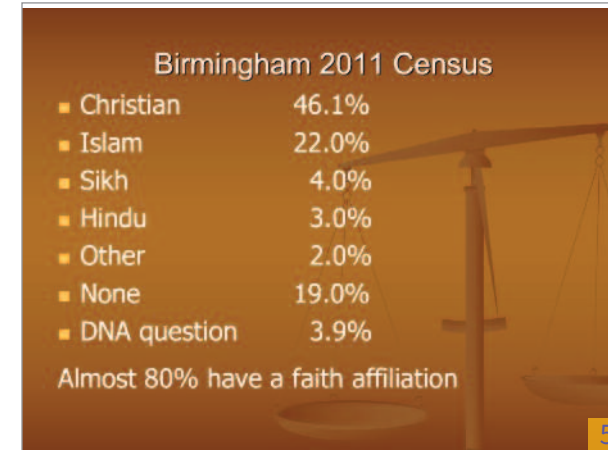 Birmingham 2011 Census
Christian 46.1%
Islam 22.0%
Sikh 4.0%
Hindu 3.0%
Other 2.0%
None 19.0%
DNA question 3.9%
Almost 80% have a faith affiliation
5